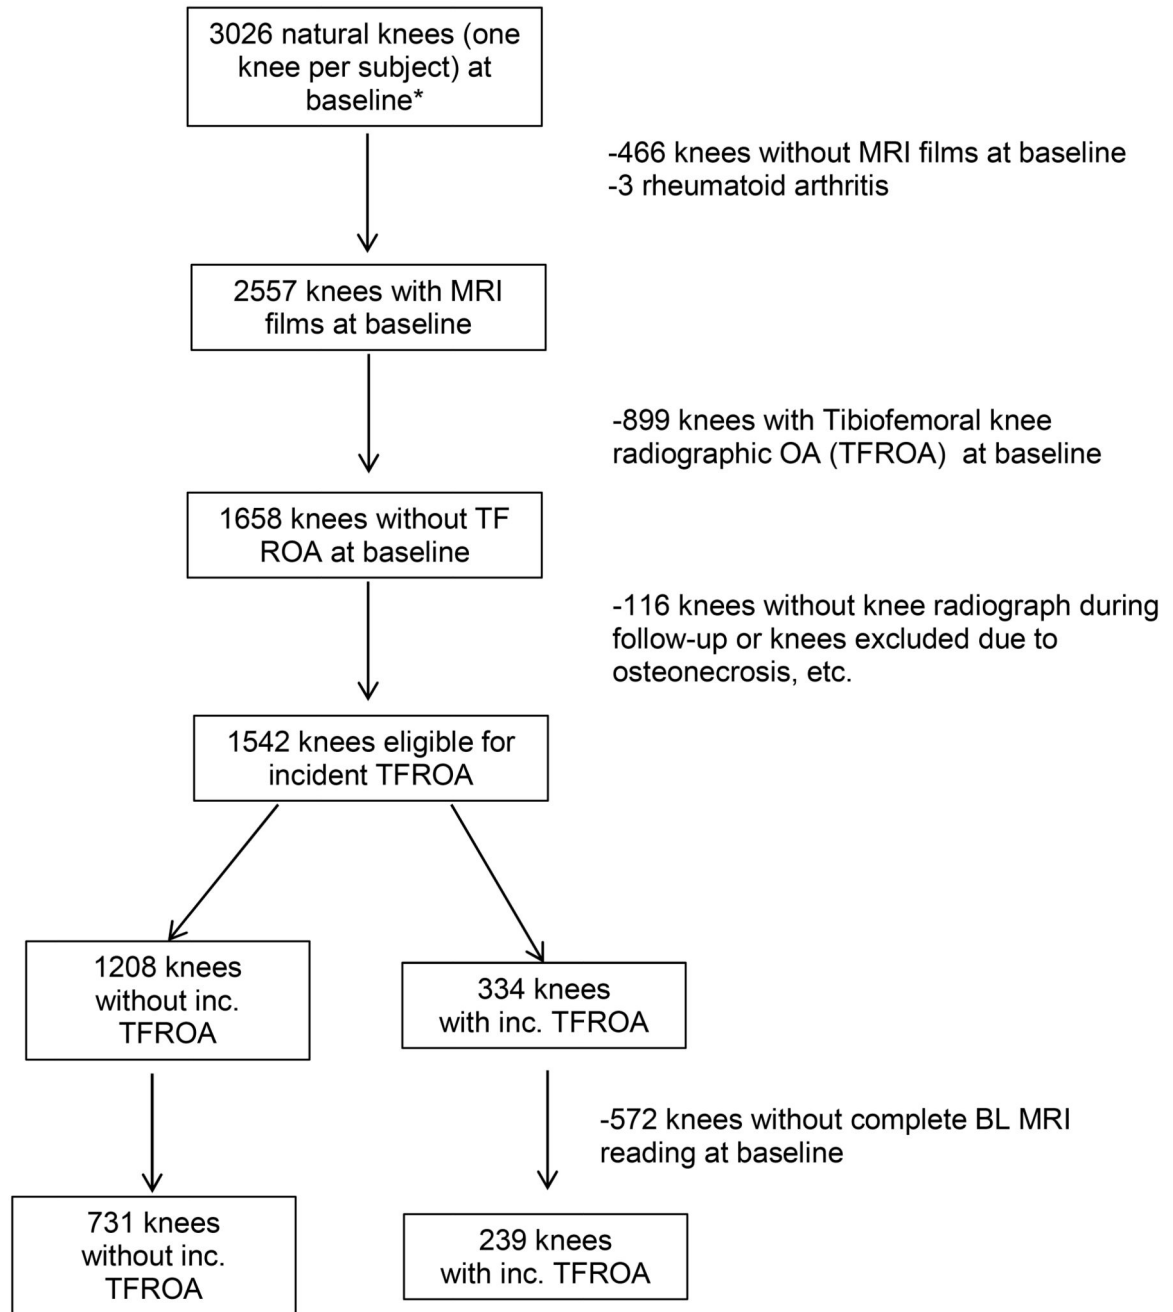 3026 natural knees (one
knee per subject) at
baseline*
-466 knees without MRI films at baseline
-3 rheumatoid arthritis
2557 knees with MRI
films at baseline
-899 knees with Tibiofemoral knee
radiographic OA (TFROA) at baseline
1658 knees without TF
ROA at baseline
-116 knees without knee radiograph during
follow-up or knees excluded due to
osteonecrosis, etc.
1542 knees eligible for
incident TFROA
1208 knees
without inc.
TFROA
334 knees
with inc. TFROA
-572 knees without complete BL MRI
reading at baseline
731 knees
without inc.
TFROA
239 knees
with inc. TFROA